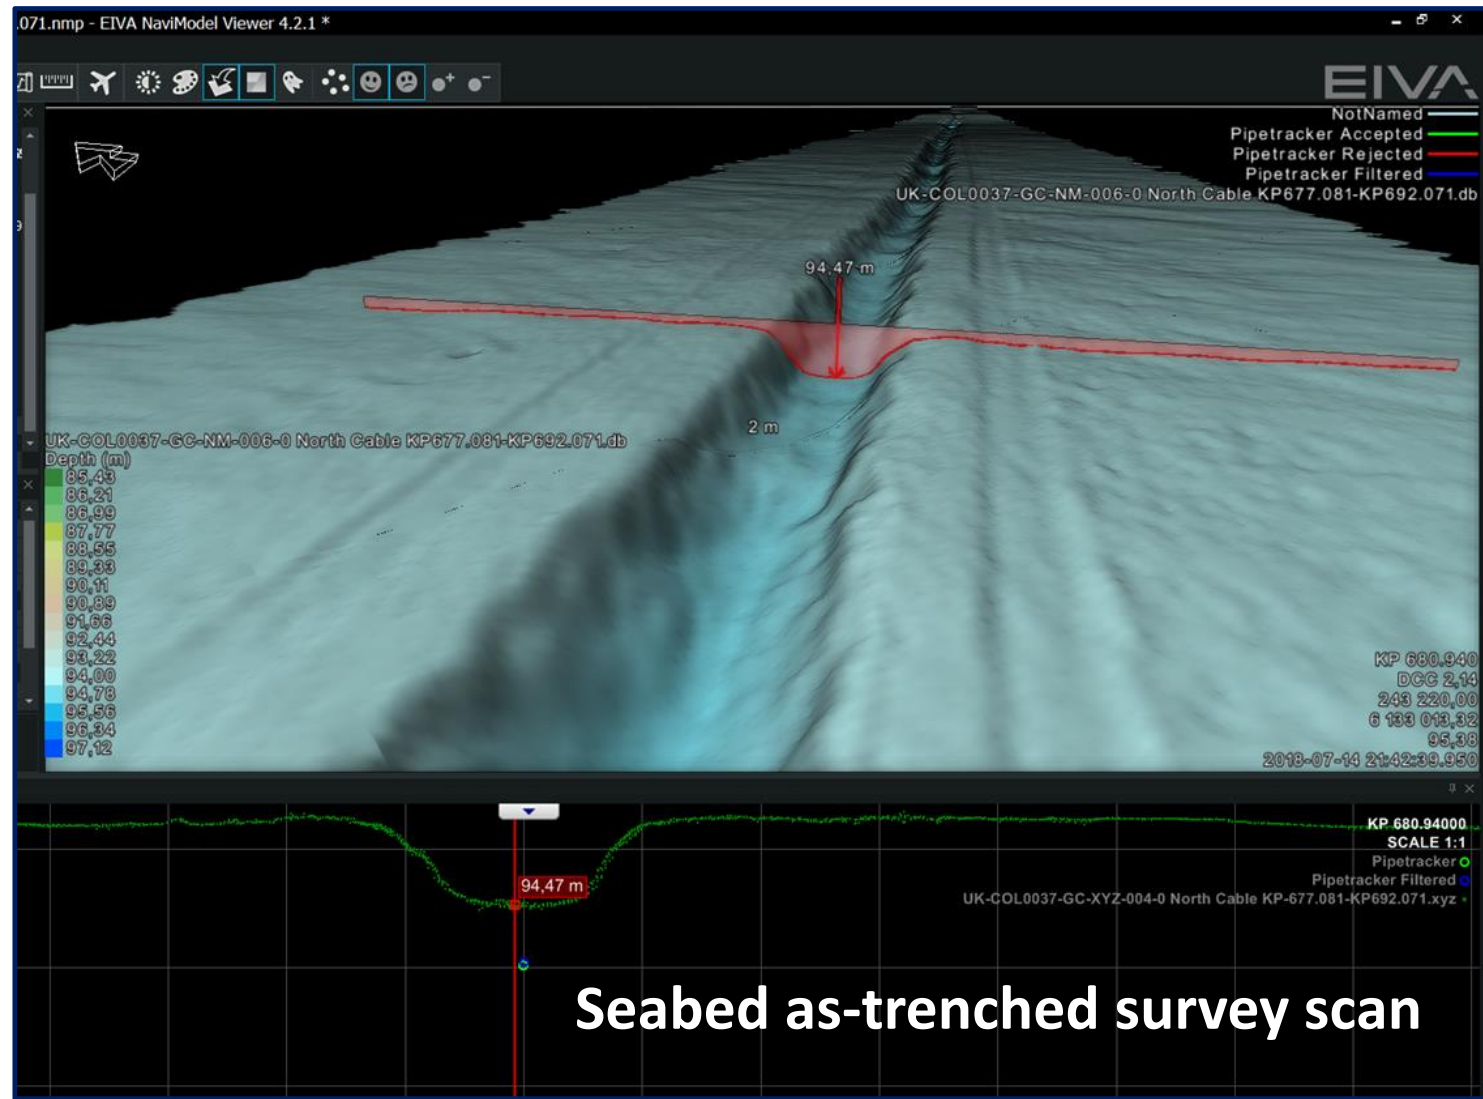 .071.nmp - EIVA NaviModel Viewer 4.2.1 *
EIVA
NotNamed
Pipetracker Accepted
Pipetracker Rejected
Pipetracker Filtered
UK-COL0037-GC-NM-006-0 North Cable KP677.081-KP692.071.db
94,47 m
2 m
UK-COL0037-GC-NM-006-0 North Cable KP677.081-KP692.071.db
Depth (m)
85,43
86,21
86,99
87,77
88,55
89,33
90,11
90,89
91,66
92,44
93,22
94,00
94,78
95,56
96,34
97,12
KP 680.940
DCC 2,14
243 220,00
6 133 013,32
95,38
2018-07-14 21:42:39.950
KP 680.94000
SCALE 1:1
Pipetracker
Pipetracker Filtered
UK-COL0037-GC-XYZ-004-0 North Cable KP-677.081-KP692.071.xyz
94,47 m
Seabed as-trenched survey scan